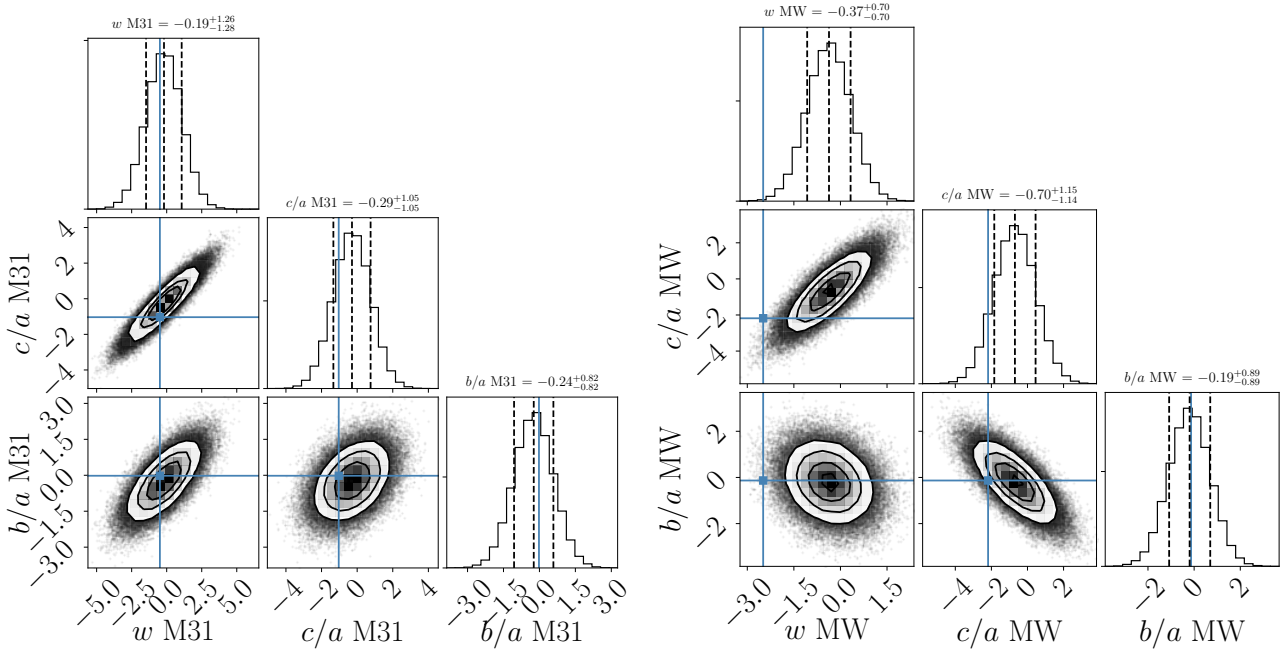 w M31 = −0.19+1.26−1.28
c/a M31 = −0.29+1.05−1.05
b/a M31 = −0.24+0.82−0.82
c/a M31
4
2
0
−2
−4
b/a M31
3.0
1.5
0.0
−1.5
−3.0
−5.0
−2.5
0.0
2.5
5.0
w M31
−4
−2
0
2
4
c/a M31
−3.0
−1.5
0.0
1.5
3.0
b/a M31
w MW = −0.37+0.70−0.70
c/a MW = −0.70+1.15−1.14
b/a MW = −0.19+0.89−0.89
c/a MW
2
0
−2
−4
b/a MW
2
0
−2
−3.0
−1.5
0.0
1.5
w MW
−4
−2
0
2
c/a MW
−2
0
2
b/a MW